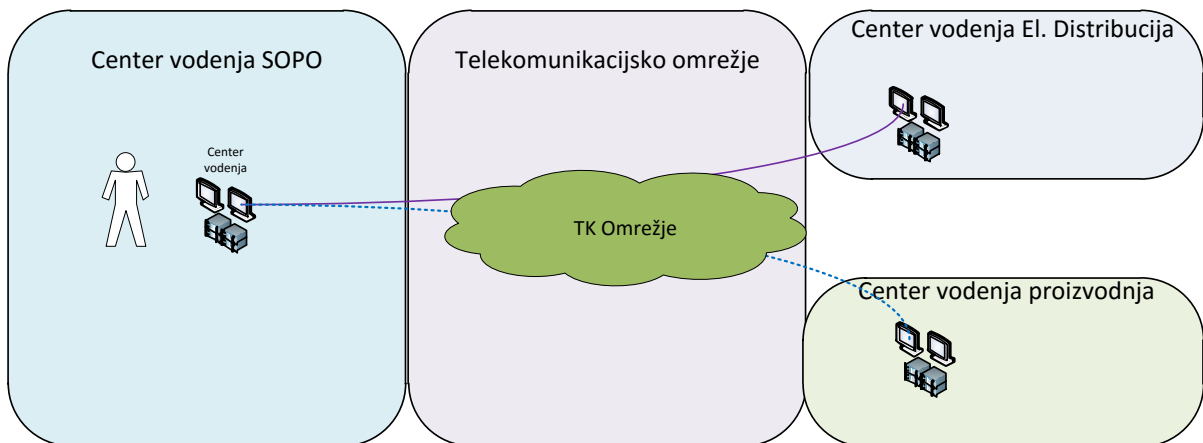 Center vodenja SOPO
Telekomunikacijsko omrežje
Center vodenja El. Distribucija
Center
vodenja
TK Omrežje
Center vodenja proizvodnja